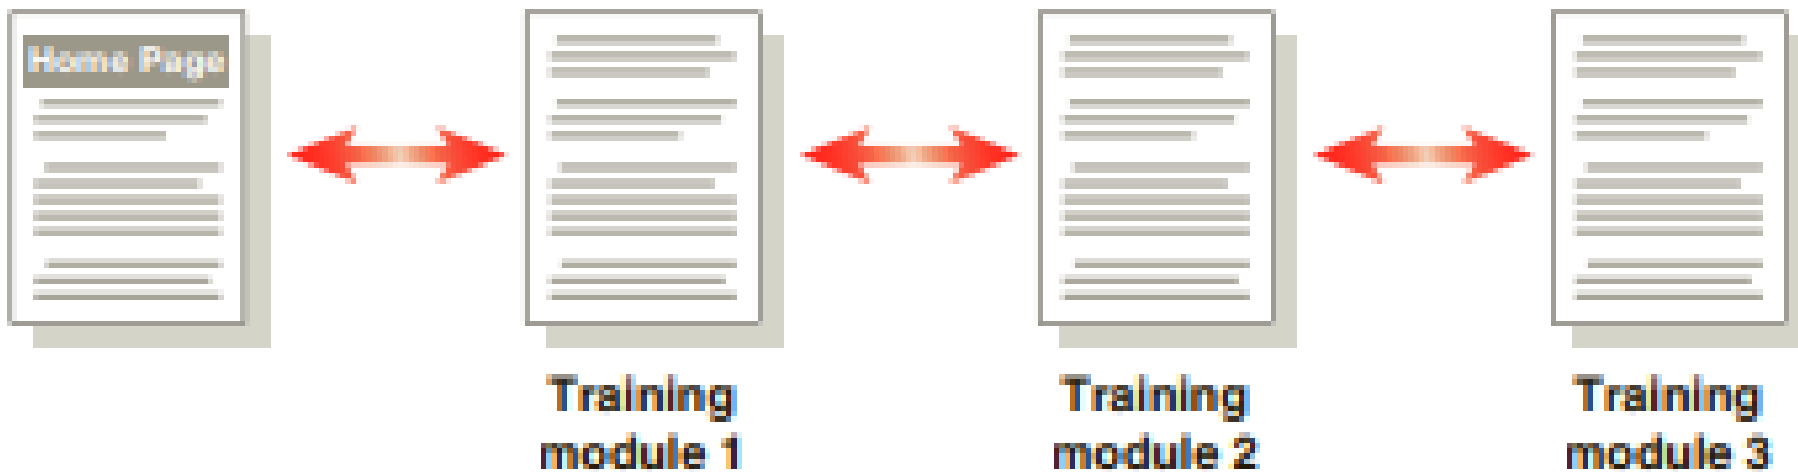 Home Page
Training
module 1
Training
module 2
Training
module 3